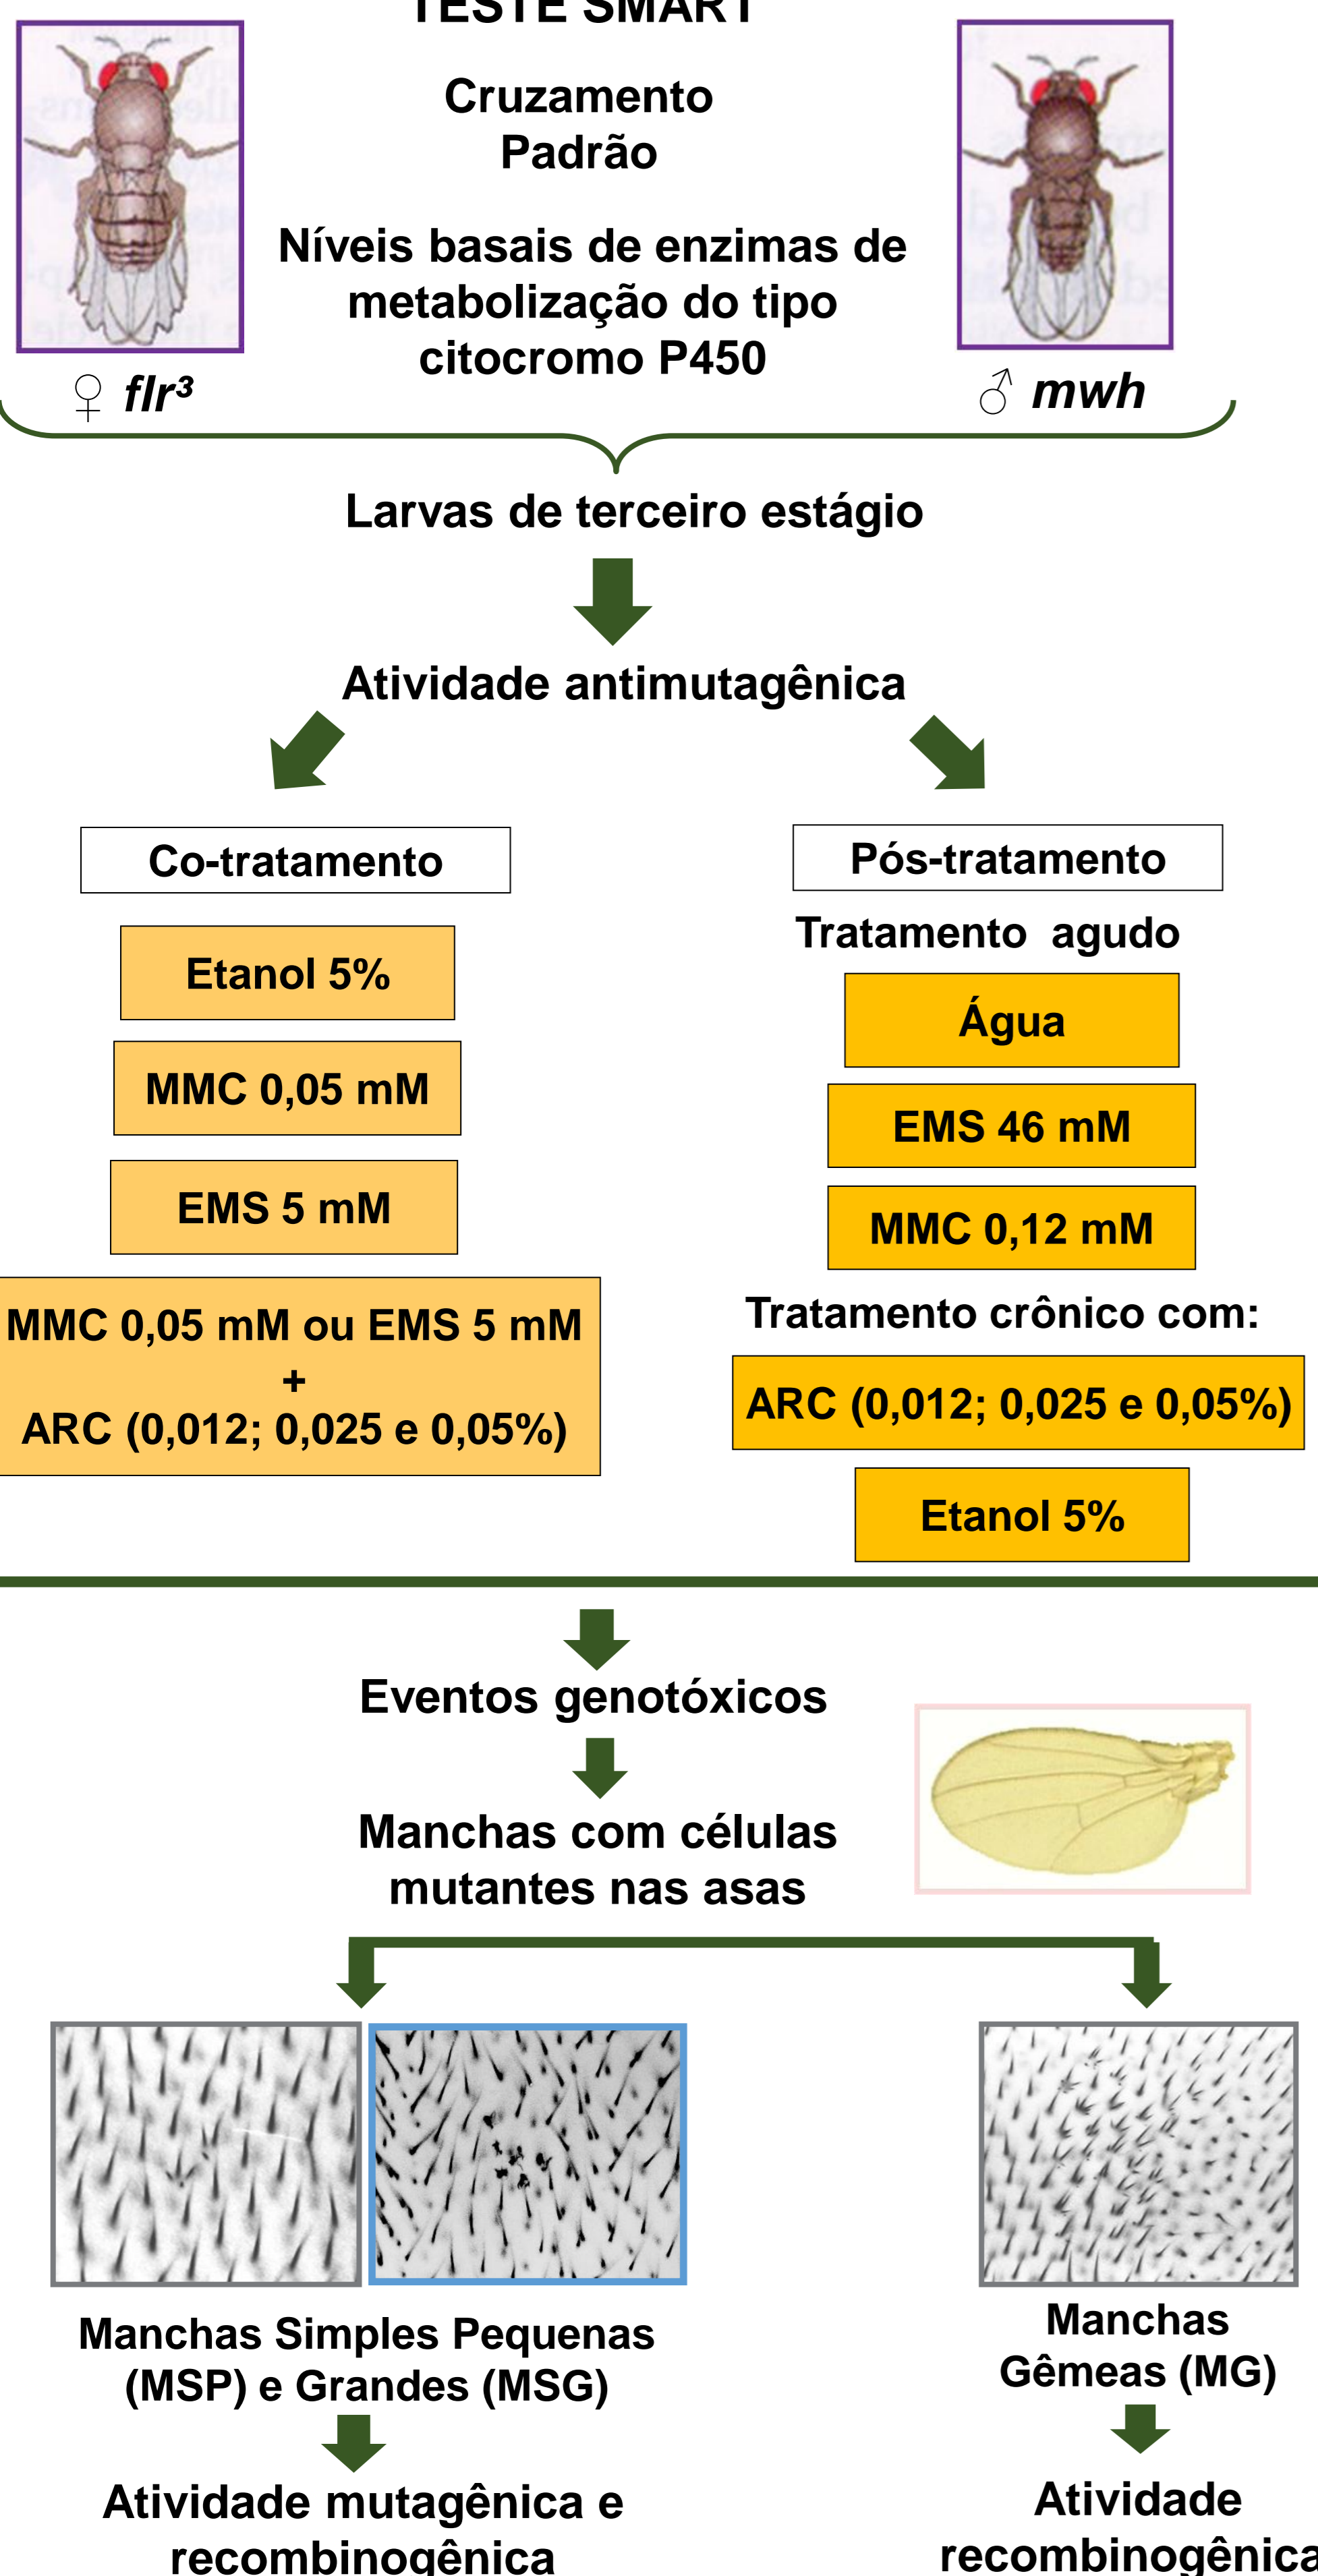 TESTE SMART
Cruzamento
Padrão
Níveis basais de enzimas de
metabolização do tipo
citocromo P450
♀ flr³
♂ mwh
Larvas de terceiro estágio
Atividade antimutagênica
Co-tratamento
Etanol 5%
MMC 0,05 mM
EMS 5 mM
MMC 0,05 mM ou EMS 5 mM
+
ARC (0,012; 0,025 e 0,05%)
Pós-tratamento
Tratamento agudo
Água
EMS 46 mM
MMC 0,12 mM
Tratamento crônico com:
ARC (0,012; 0,025 e 0,05%)
Etanol 5%
Eventos genotóxicos
Manchas com células
mutantes nas asas
Manchas Simples Pequenas
(MSP) e Grandes (MSG)
Atividade mutagênica e
recombinogênica
Manchas
Gêmeas (MG)
Atividade
recombinogênica